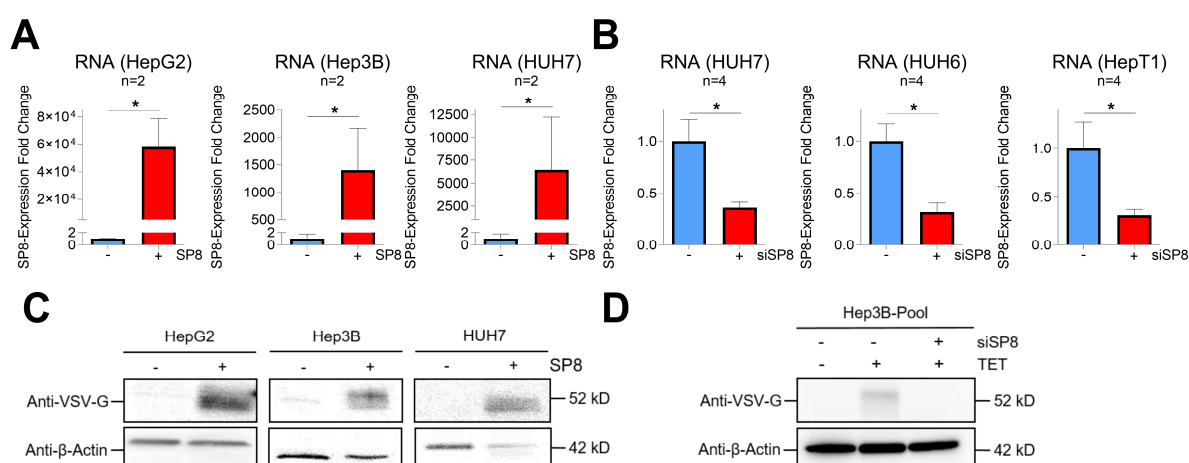 A
B
RNA (HepG2)
n=2
SP8-Expression Fold Change
8×10⁴
6×10⁴
4×10⁴
2×10⁴
2
0
*
- + SP8
RNA (Hep3B)
n=2
SP8-Expression Fold Change
2500
2000
1500
1000
500
2
0
*
- + SP8
RNA (HUH7)
n=2
SP8-Expression Fold Change
12500
10000
7500
5000
2500
2
0
*
- + SP8
RNA (HUH7)
n=4
SP8-Expression Fold Change
1.0
0.5
0.0
*
- + siSP8
RNA (HUH6)
n=4
SP8-Expression Fold Change
1.0
0.5
0.0
*
- + siSP8
RNA (HepT1)
n=4
SP8-Expression Fold Change
1.0
0.5
0.0
*
- + siSP8
C
HepG2 Hep3B HUH7
- + - + - + SP8
Anti-VSV-G 52 kD
Anti-β-Actin 42 kD
D
Hep3B-Pool
- - + siSP8
- + + TET
Anti-VSV-G 52 kD
Anti-β-Actin 42 kD